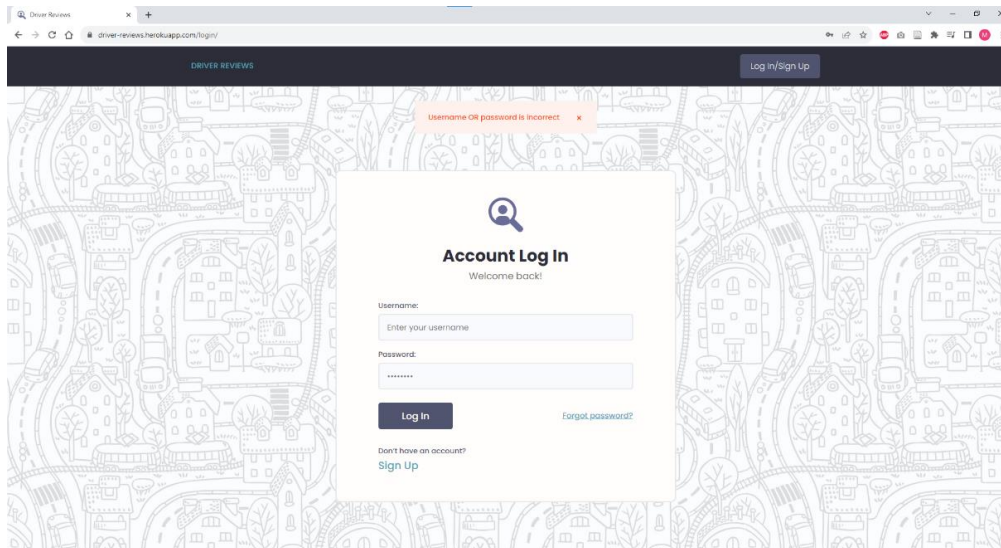 Driver Reviews
driver-reviews.herokuapp.com/login/
DRIVER REVIEWS
Log In/Sign Up
Username OR password is incorrect x
Account Log In
Welcome back!
Username:
Enter your username
Password:
••••••••
Log In
Forgot password?
Don't have an account?
Sign Up